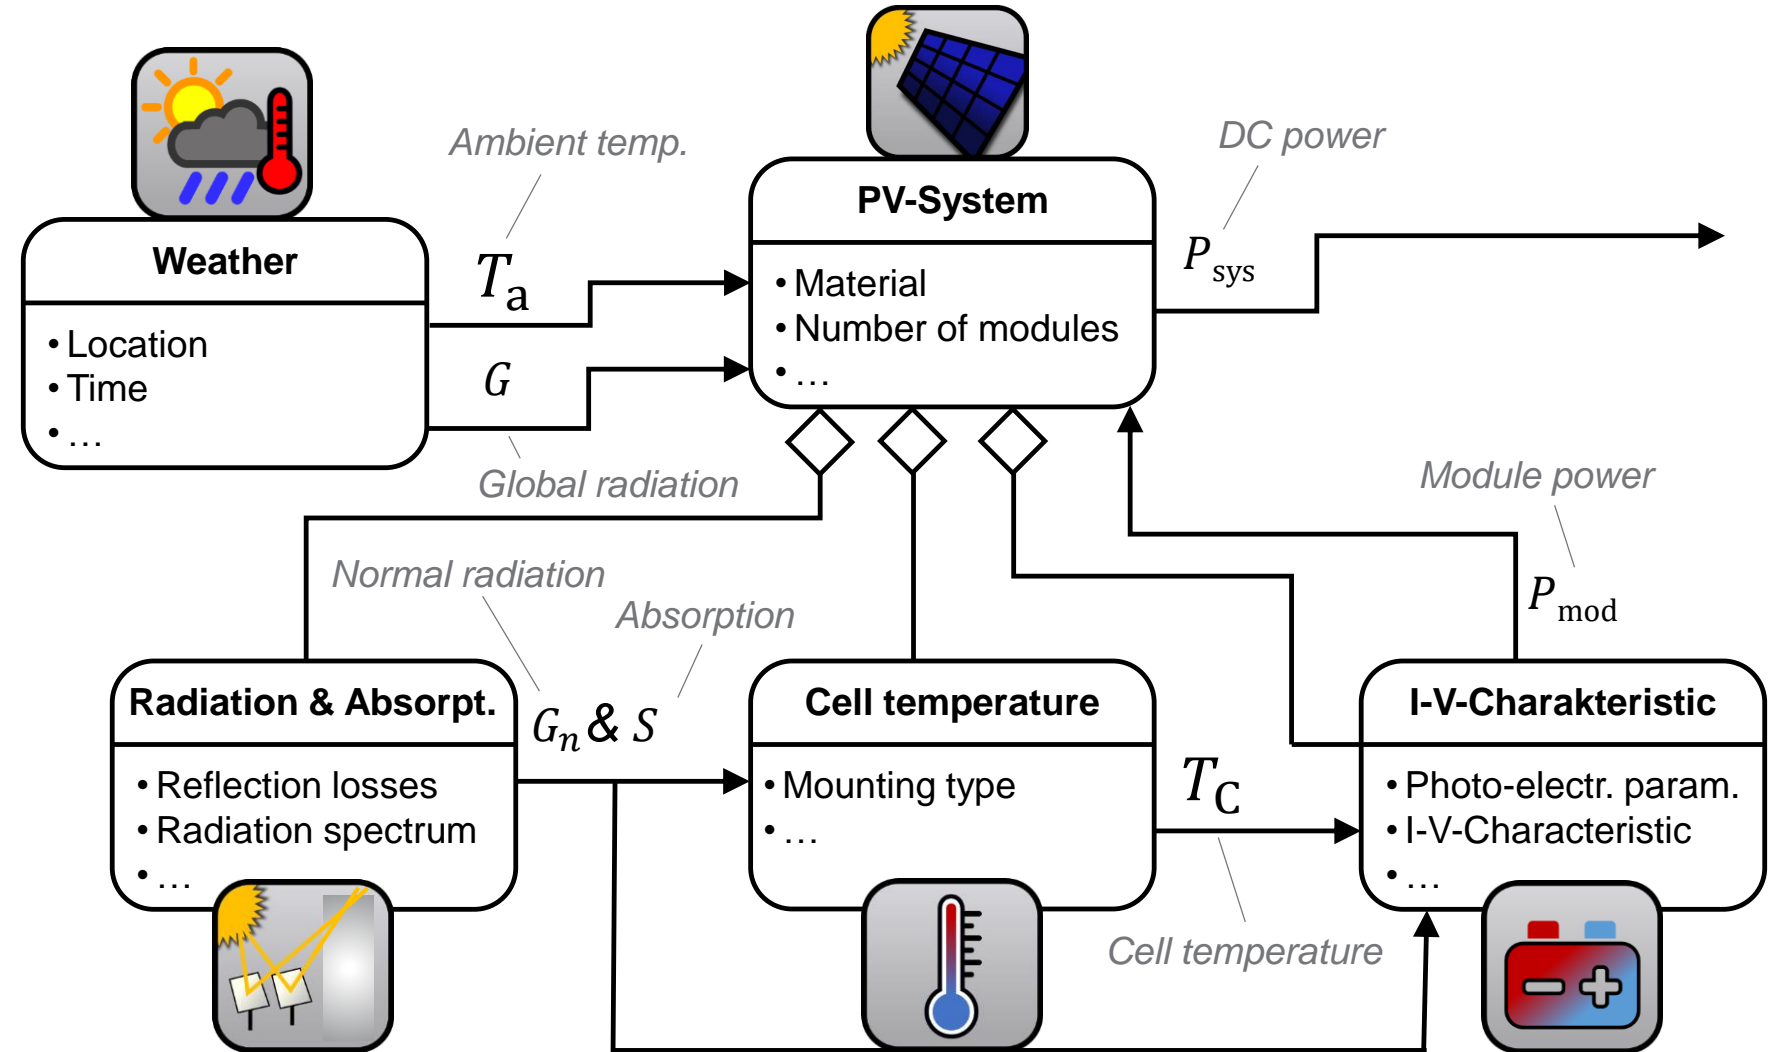 Ambient temp.
DC power
PV-System
Weather
T_a
P_sys
• Material
• Number of modules
• …
• Location
• Time
• …
G
Global radiation
Module power
Normal radiation
Absorption
P_mod
Radiation & Absorpt.
G_n & S
Cell temperature
I-V-Charakteristic
• Reflection losses
• Radiation spectrum
• …
• Mounting type
• …
T_C
• Photo-electr. param.
• I-V-Characteristic
• …
Cell temperature